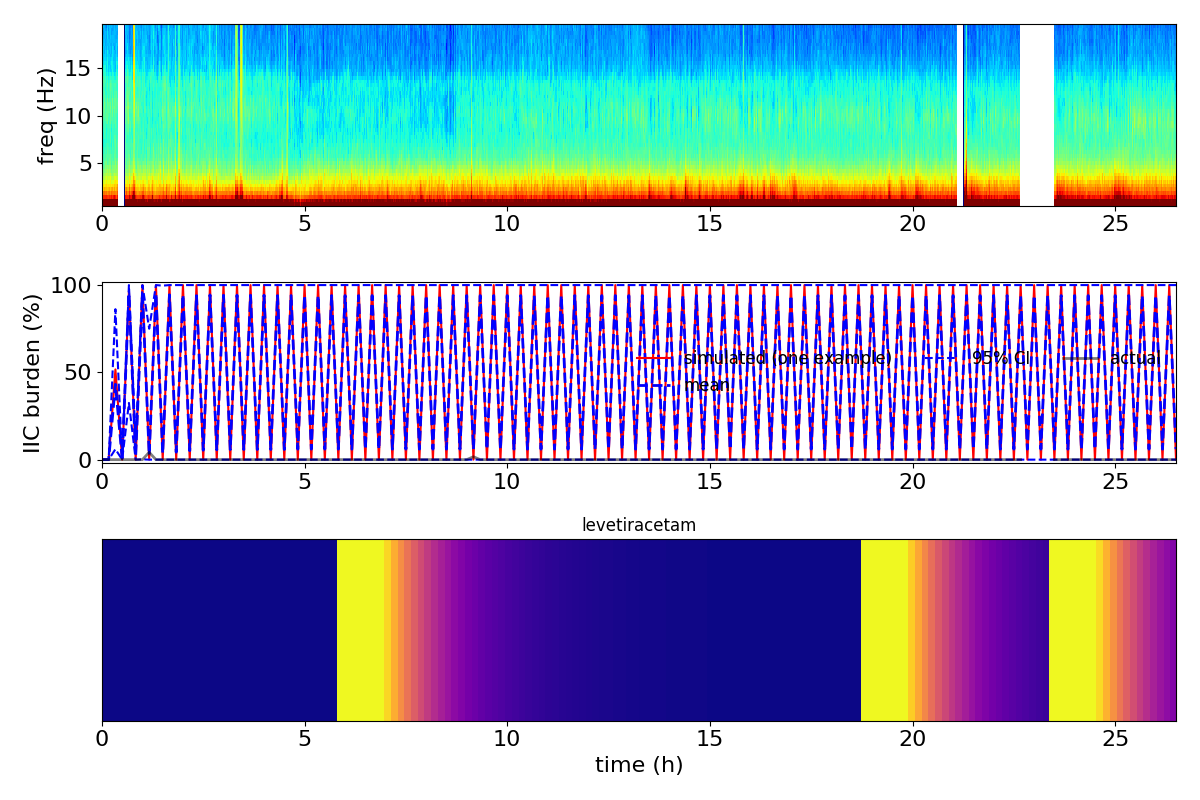 freq (Hz)
15
10
5
0 5 10 15 20 25
IIC burden (%)
100
50
0
simulated (one example) 95% CI actual
mean
0 5 10 15 20 25
levetiracetam
0 5 10 15 20 25
time (h)